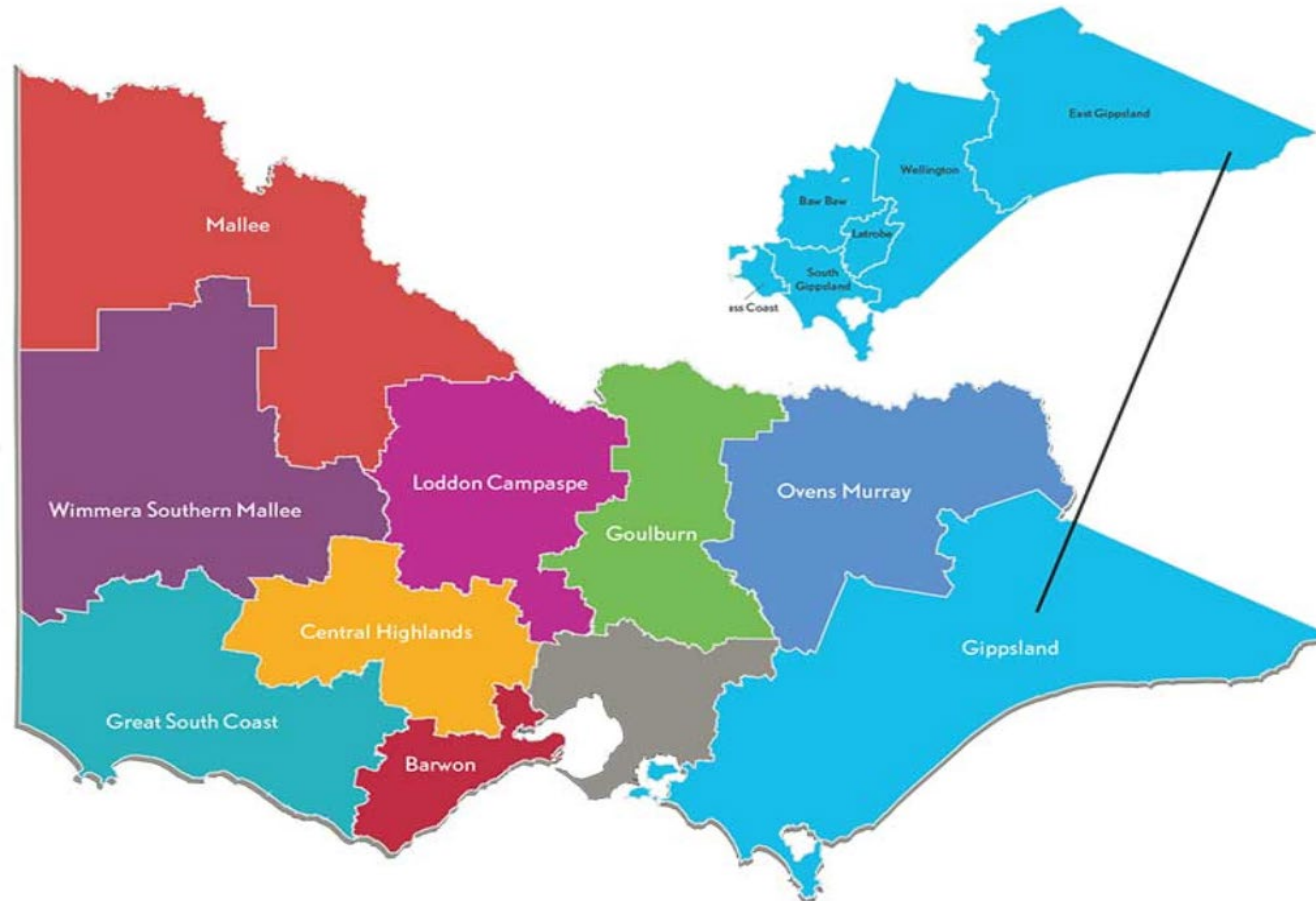 East Gippsland
Wellington
Baw Baw
Latrobe
South
Gippsland
ass Coast
Mallee
Loddon Campaspe
Ovens Murray
Wimmera Southern Mallee
Goulburn
Central Highlands
Gippsland
Great South Coast
Barwon